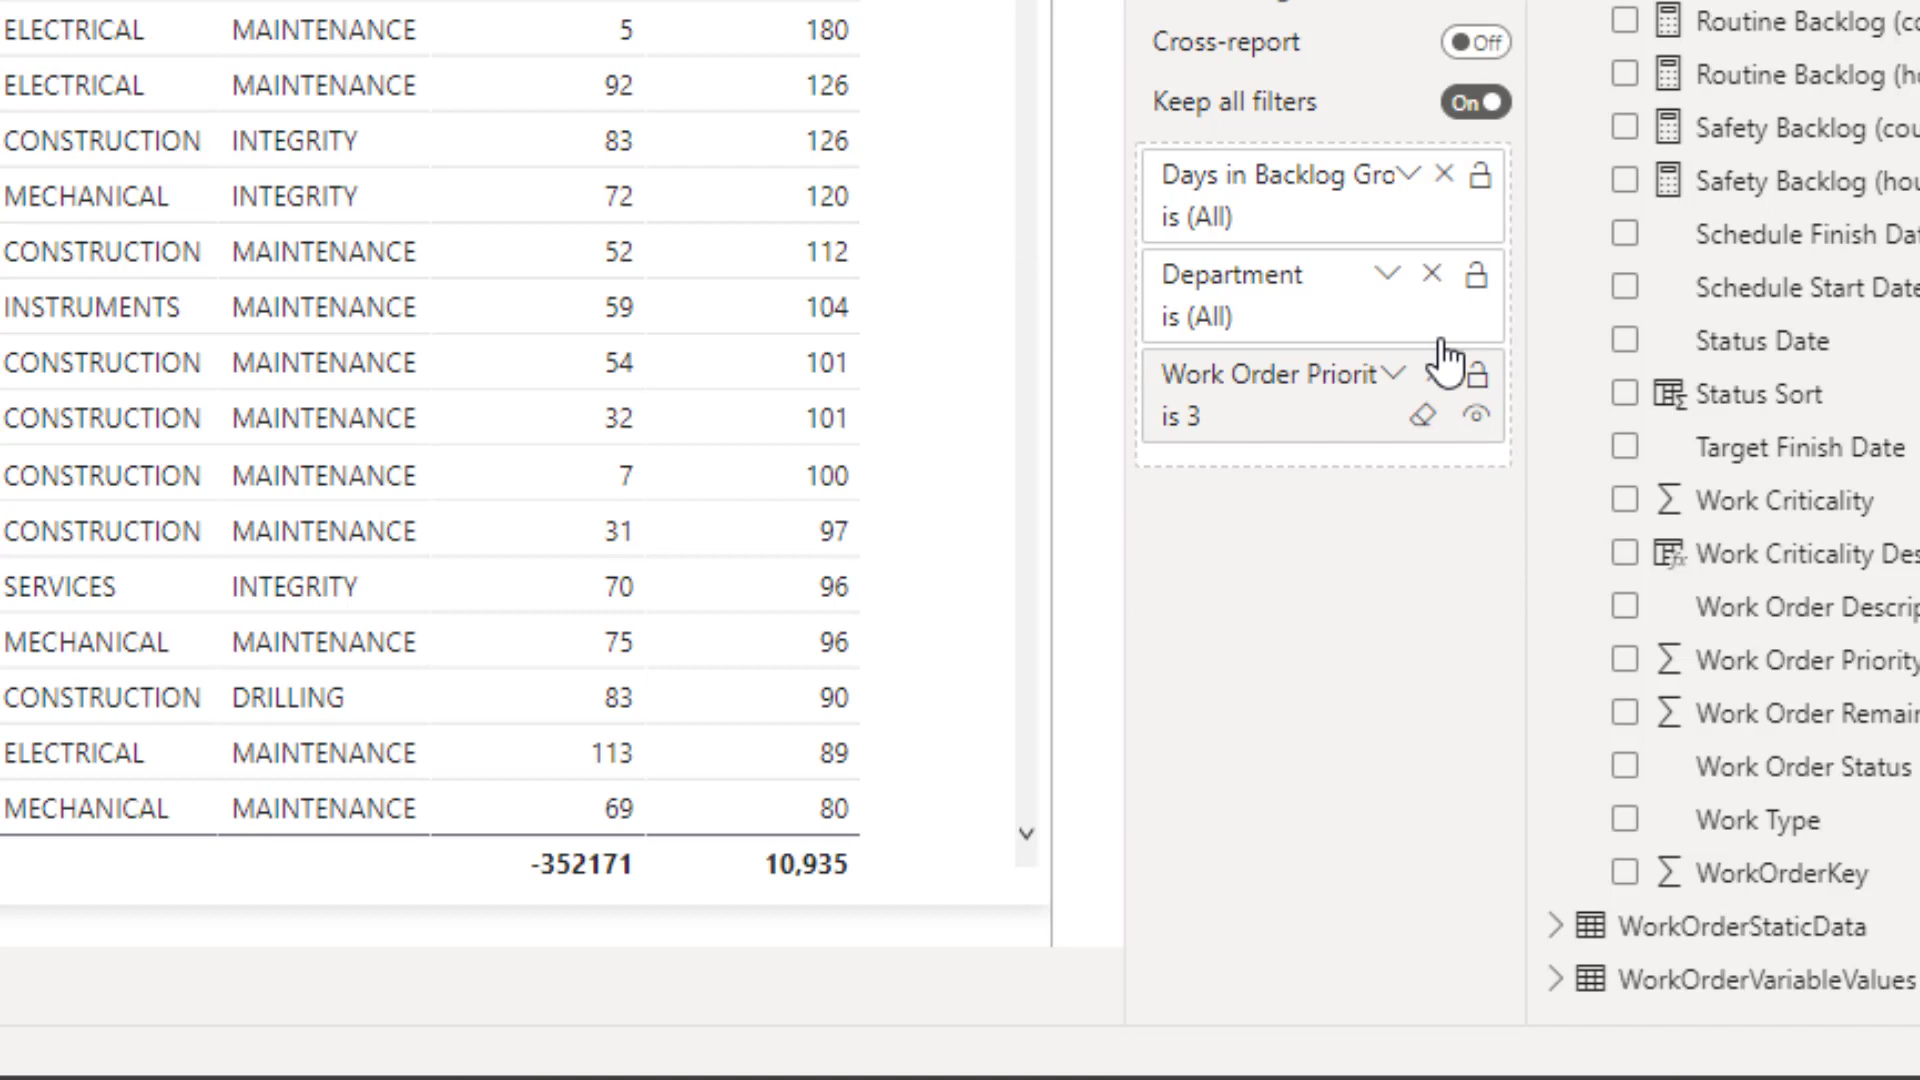 ELECTRICAL MAINTENANCE 5 180
ELECTRICAL MAINTENANCE 92 126
CONSTRUCTION INTEGRITY 83 126
MECHANICAL INTEGRITY 72 120
CONSTRUCTION MAINTENANCE 52 112
INSTRUMENTS MAINTENANCE 59 104
CONSTRUCTION MAINTENANCE 54 101
CONSTRUCTION MAINTENANCE 32 101
CONSTRUCTION MAINTENANCE 7 100
CONSTRUCTION MAINTENANCE 31 97
SERVICES INTEGRITY 70 96
MECHANICAL MAINTENANCE 75 96
CONSTRUCTION DRILLING 83 90
ELECTRICAL MAINTENANCE 113 89
MECHANICAL MAINTENANCE 69 80
-352171 10,935
Cross-report Off
Keep all filters On
Days in Backlog Gro
is (All)
Department
is (All)
Work Order Priorit
is 3
Routine Backlog (co
Routine Backlog (ho
Safety Backlog (cou
Safety Backlog (hou
Schedule Finish Dat
Schedule Start Date
Status Date
Status Sort
Target Finish Date
Work Criticality
Work Criticality Des
Work Order Descrip
Work Order Priority
Work Order Remain
Work Order Status
Work Type
WorkOrderKey
WorkOrderStaticData
WorkOrderVariableValues